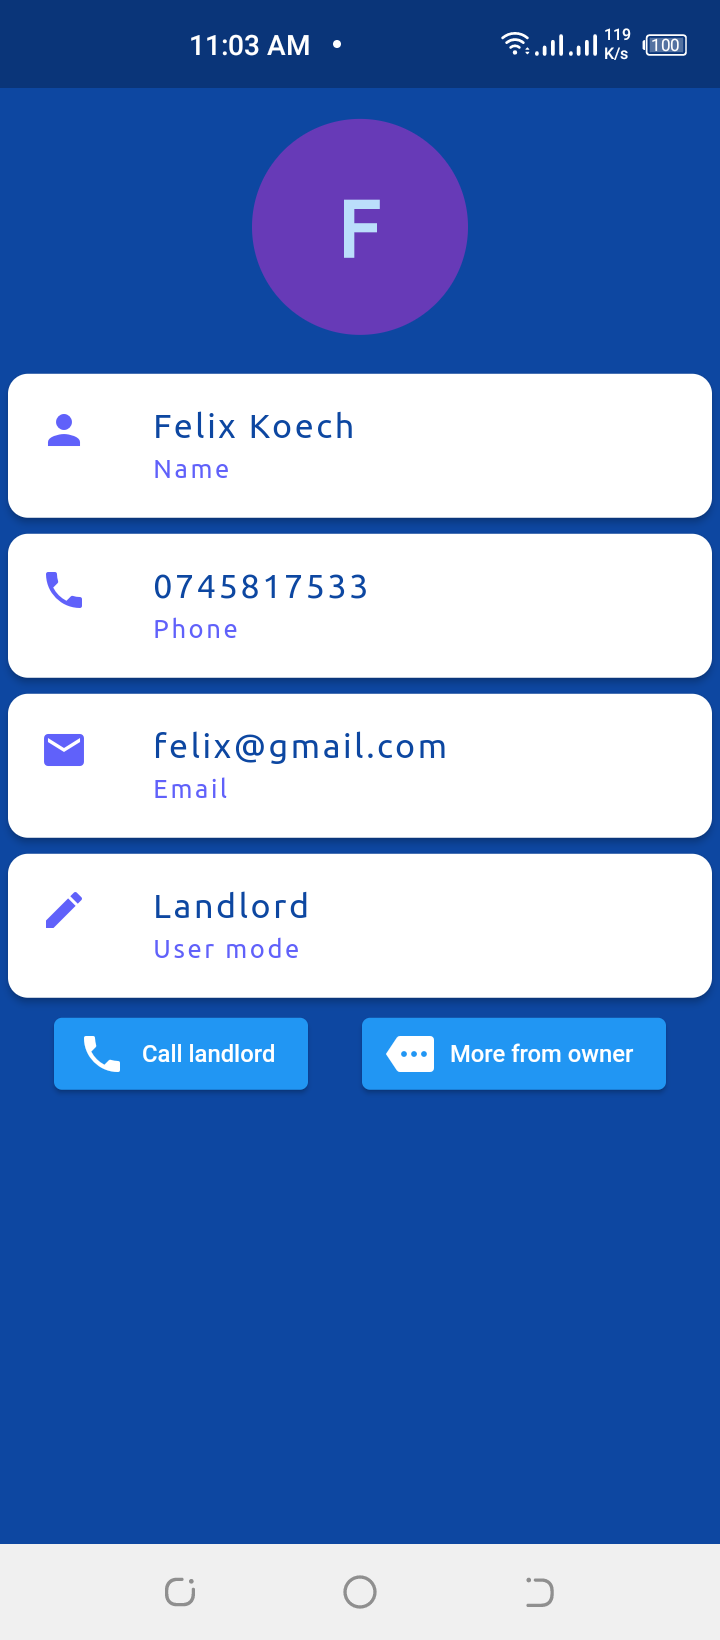 11:03 AM
119
K/s
100
F
Felix Koech
Name
0745817533
Phone
felix@gmail.com
Email
Landlord
User mode
Call landlord
More from owner